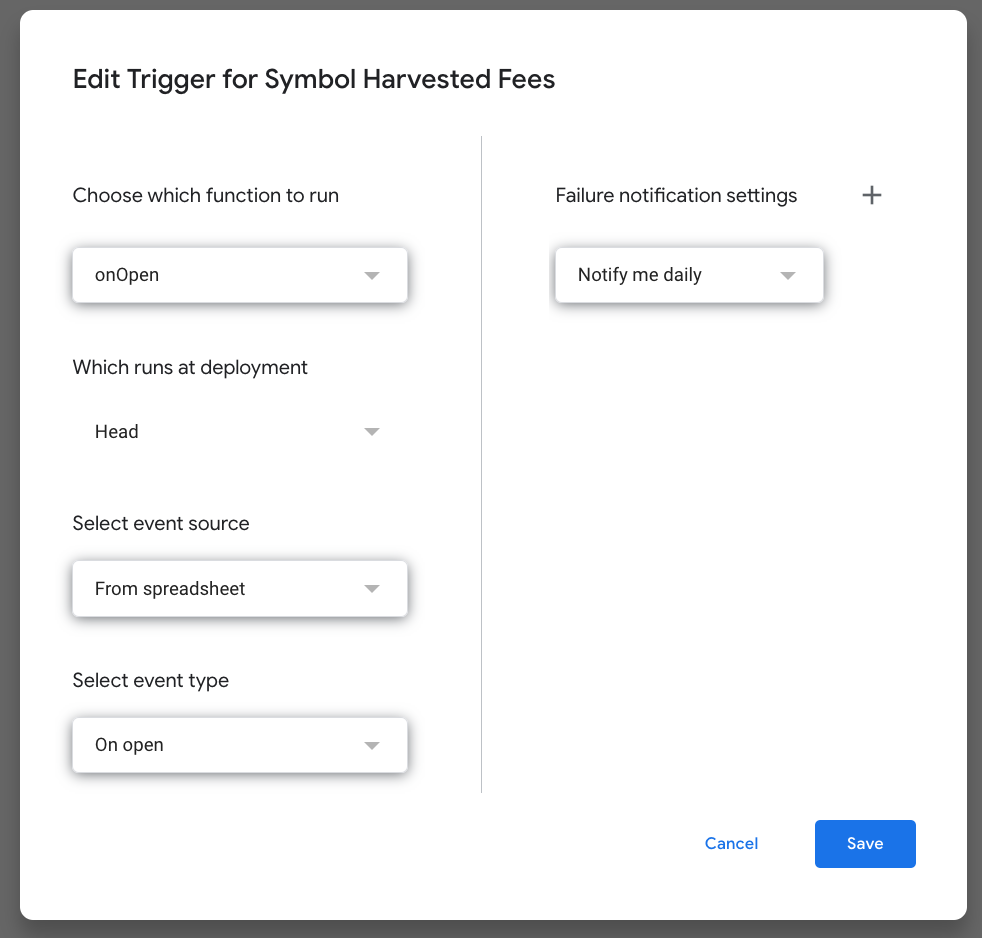 Edit Trigger for Symbol Harvested Fees
Choose which function to run
onOpen
Which runs at deployment
Head
Select event source
From spreadsheet
Select event type
On open
Failure notification settings
Notify me daily
Cancel
Save